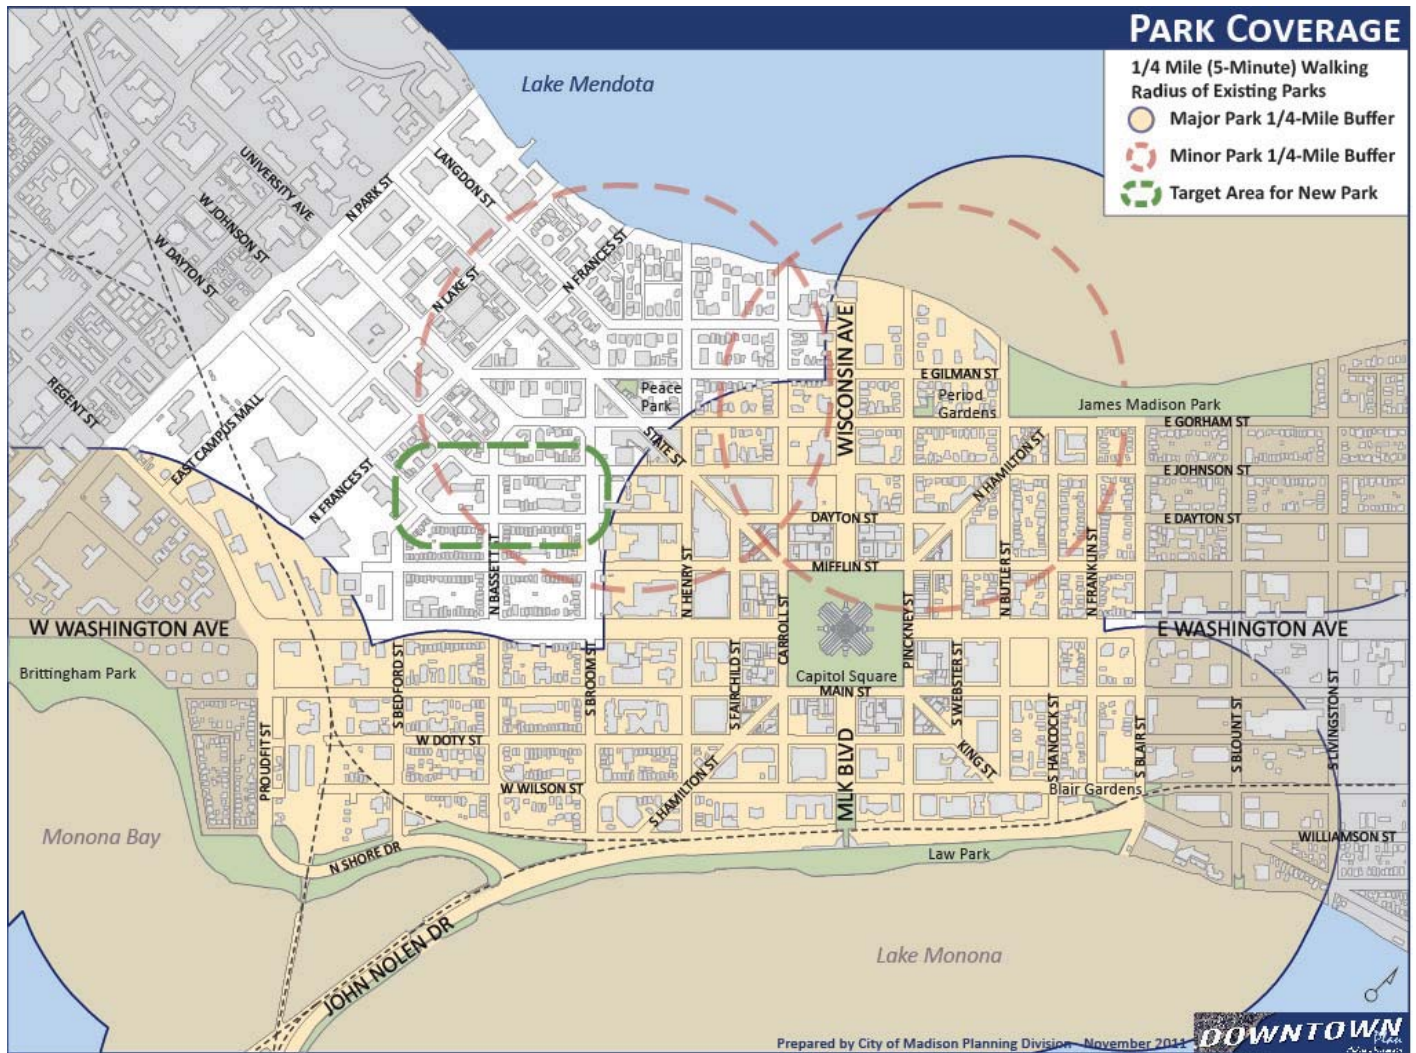 PARK COVERAGE
1/4 Mile (5-Minute) Walking
Radius of Existing Parks
Major Park 1/4-Mile Buffer
Minor Park 1/4-Mile Buffer
Target Area for New Park
Lake Mendota
LANGDON ST
UNIVERSITY AVE
N PARK ST
W JOHNSON ST
W DAYTON ST
N FRANCES ST
N LAKE ST
WISCONSIN AVE
E GILMAN ST
REGENT ST
Peace
Park
Period
Gardens
James Madison Park
E GORHAM ST
EAST CAMPUS MALL
STATE ST
N HAMILTON ST
E JOHNSON ST
N FRANCES ST
DAYTON ST
E DAYTON ST
MIFFLIN ST
N BASSETT ST
N HENRY ST
N BUTLER ST
N FRANKLIN ST
W WASHINGTON AVE
CARROLL ST
PINCKNEY ST
E WASHINGTON AVE
Brittingham Park
S BEDFORD ST
S BROOM ST
S FAIRCHILD ST
Capitol Square
MAIN ST
S WEBSTER ST
S LIVINGSTON ST
PROUDFIT ST
W DOTY ST
MLK BLVD
KING ST
S HANCOCK ST
S BLAIR ST
S BLOUNT ST
W WILSON ST
S HAMILTON ST
Blair Gardens
Monona Bay
N SHORE DR
Law Park
WILLIAMSON ST
JOHN NOLEN DR
Lake Monona
Prepared by City of Madison Planning Division - November 2011
DOWNTOWN
Plan